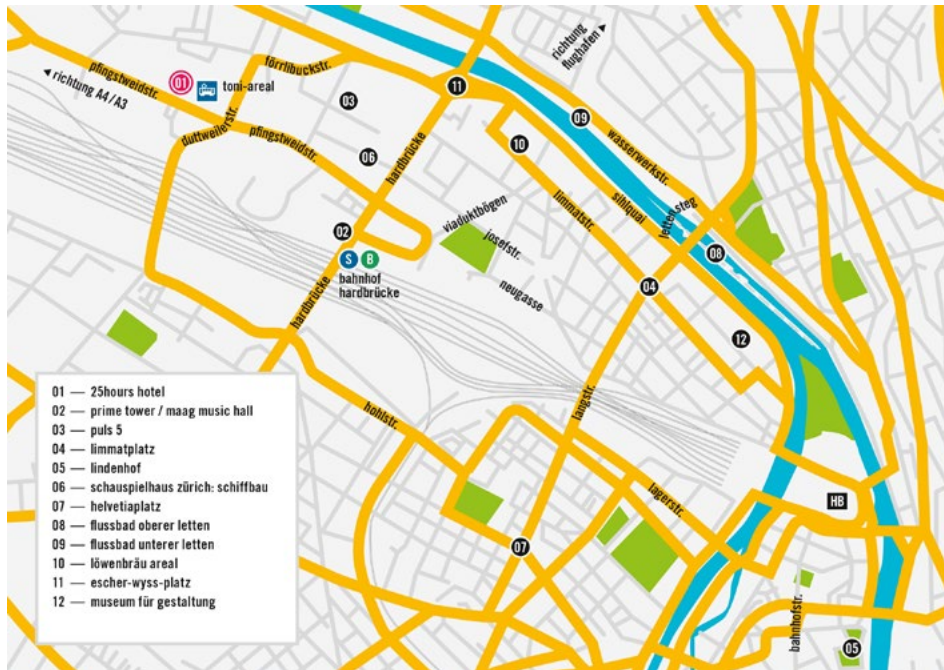 richtung
flughafen
pfingstweidstr.
förrlibuckstr.
richtung A4/A3
01
toni-areal
11
03
duttweilerstr.
pfingstweidstr.
hardbrücke
09
wasserwerkstr.
10
06
limmatstr.
sihlquai
lettensteg
viaduktbögen
josefstr.
02
08
S B
bahnhof
hardbrücke
neugasse
04
hardbrücke
12
hohlstr.
langstr.
lagerstr.
HB
07
bahnhofstr.
05
01 — 25hours hotel
02 — prime tower / maag music hall
03 — puls 5
04 — limmatplatz
05 — lindenhof
06 — schauspielhaus zürich: schiffbau
07 — helvetiaplatz
08 — flussbad oberer letten
09 — flussbad unterer letten
10 — löwenbräu areal
11 — escher-wyss-platz
12 — museum für gestaltung